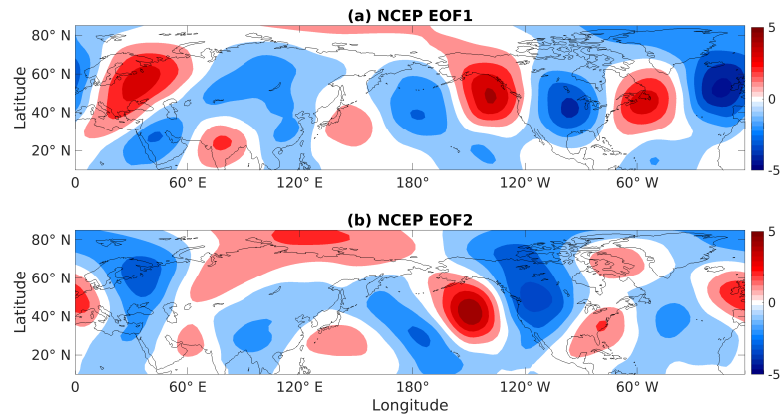 (a) NCEP EOF1
Latitude
80° N
60° N
40° N
20° N
0
60° E
120° E
180°
120° W
60° W
5
0
-5
(b) NCEP EOF2
Latitude
80° N
60° N
40° N
20° N
0
60° E
120° E
180°
120° W
60° W
5
0
-5
Longitude